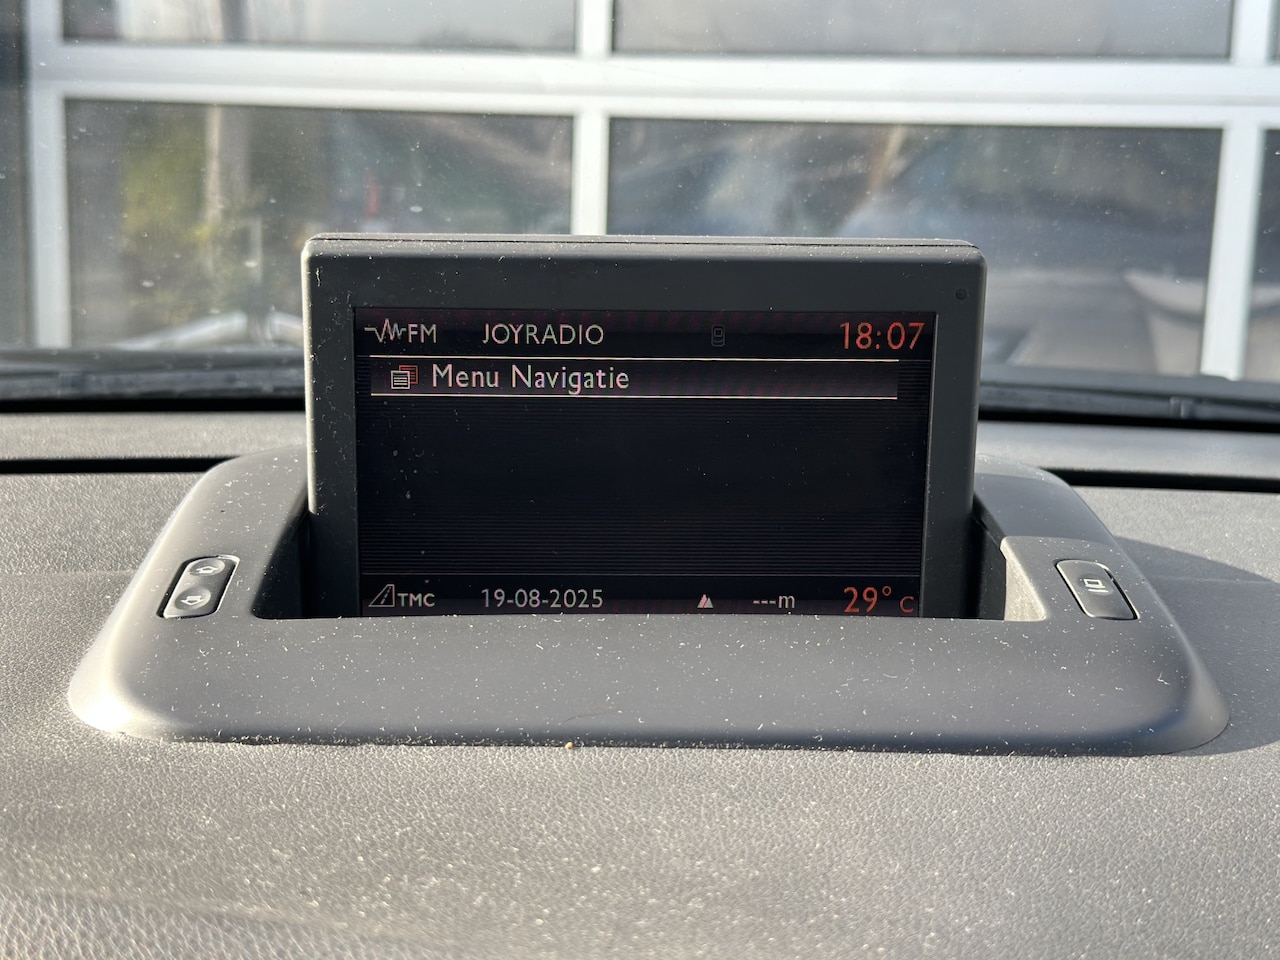 FM JOYRADIO 18:07
Menu Navigatie
TMC 19-08-2025 ---m 29° C